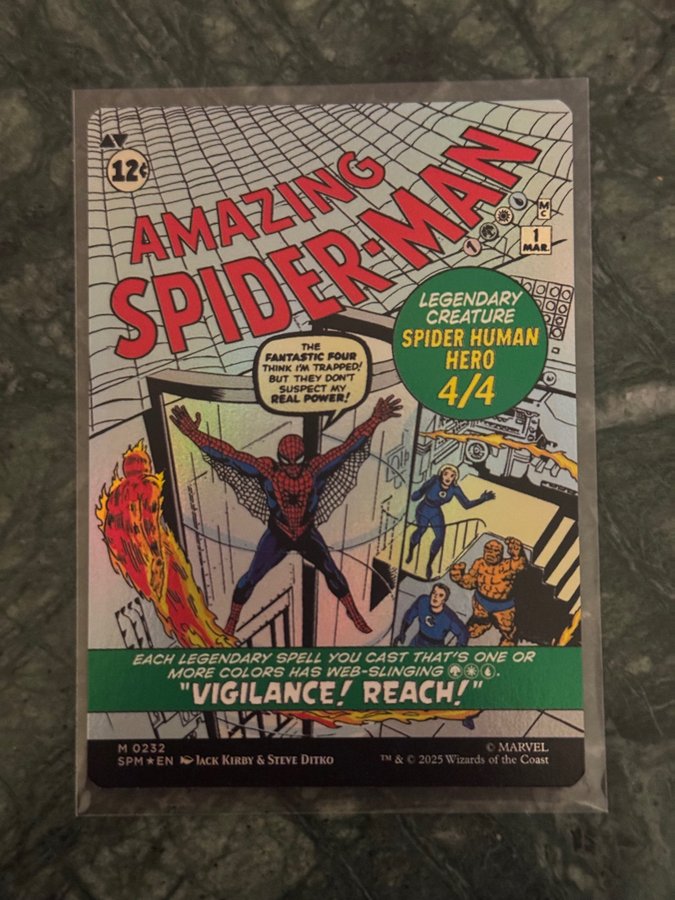 12¢
AMAZING
SPIDER-MAN
1
M
C
1
MAR.
LEGENDARY
CREATURE
SPIDER HUMAN
HERO
4/4
THE
FANTASTIC FOUR
THINK I'M TRAPPED!
BUT THEY DON'T
SUSPECT MY
REAL POWER!
EACH LEGENDARY SPELL YOU CAST THAT'S ONE OR
MORE COLORS HAS WEB-SLINGING.
"VIGILANCE! REACH!"
M 0232
SPM★EN JACK KIRBY & STEVE DITKO
© MARVEL
™ & © 2025 Wizards of the Coast